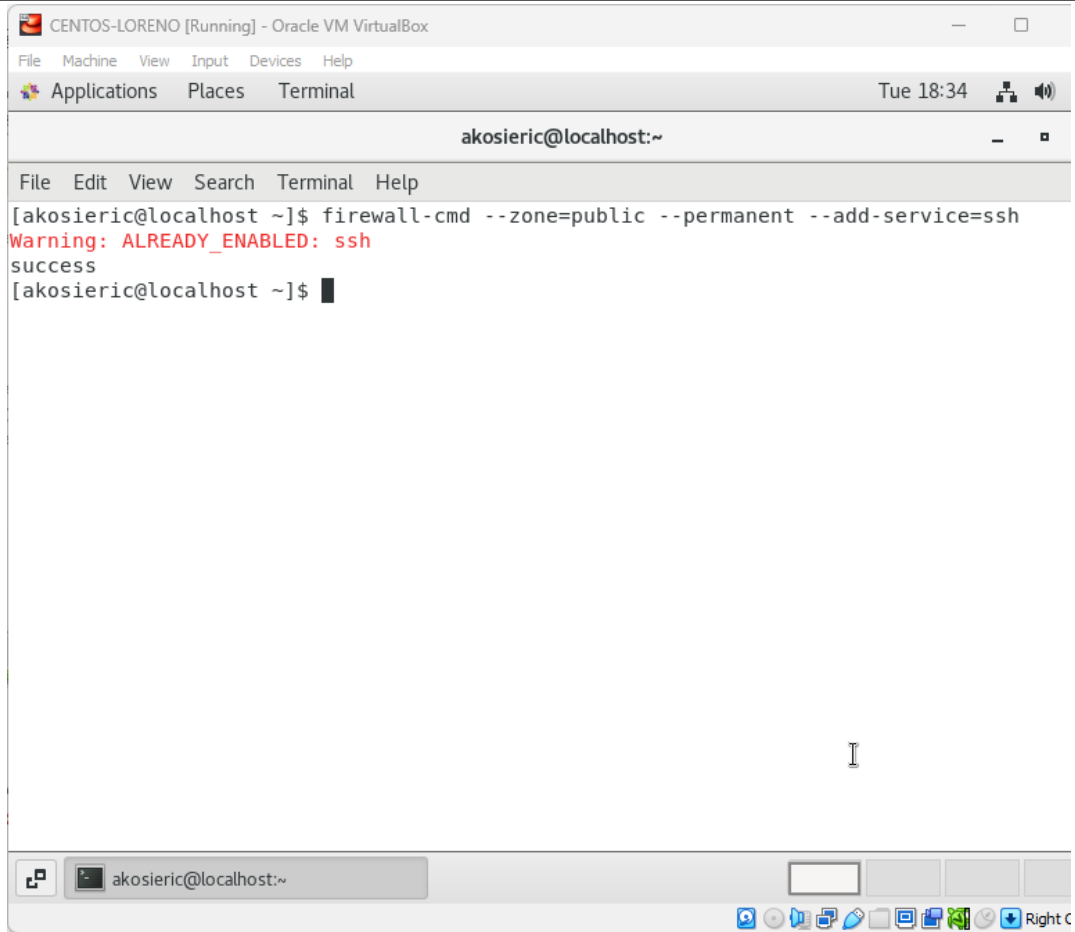 CENTOS-LORENO [Running] - Oracle VM VirtualBox
File Machine View Input Devices Help
Applications Places Terminal Tue 18:34
akosieric@localhost:~
File Edit View Search Terminal Help
[akosieric@localhost ~]$ firewall-cmd --zone=public --permanent --add-service=ssh
Warning: ALREADY_ENABLED: ssh
success
[akosieric@localhost ~]$
akosieric@localhost:~
Right